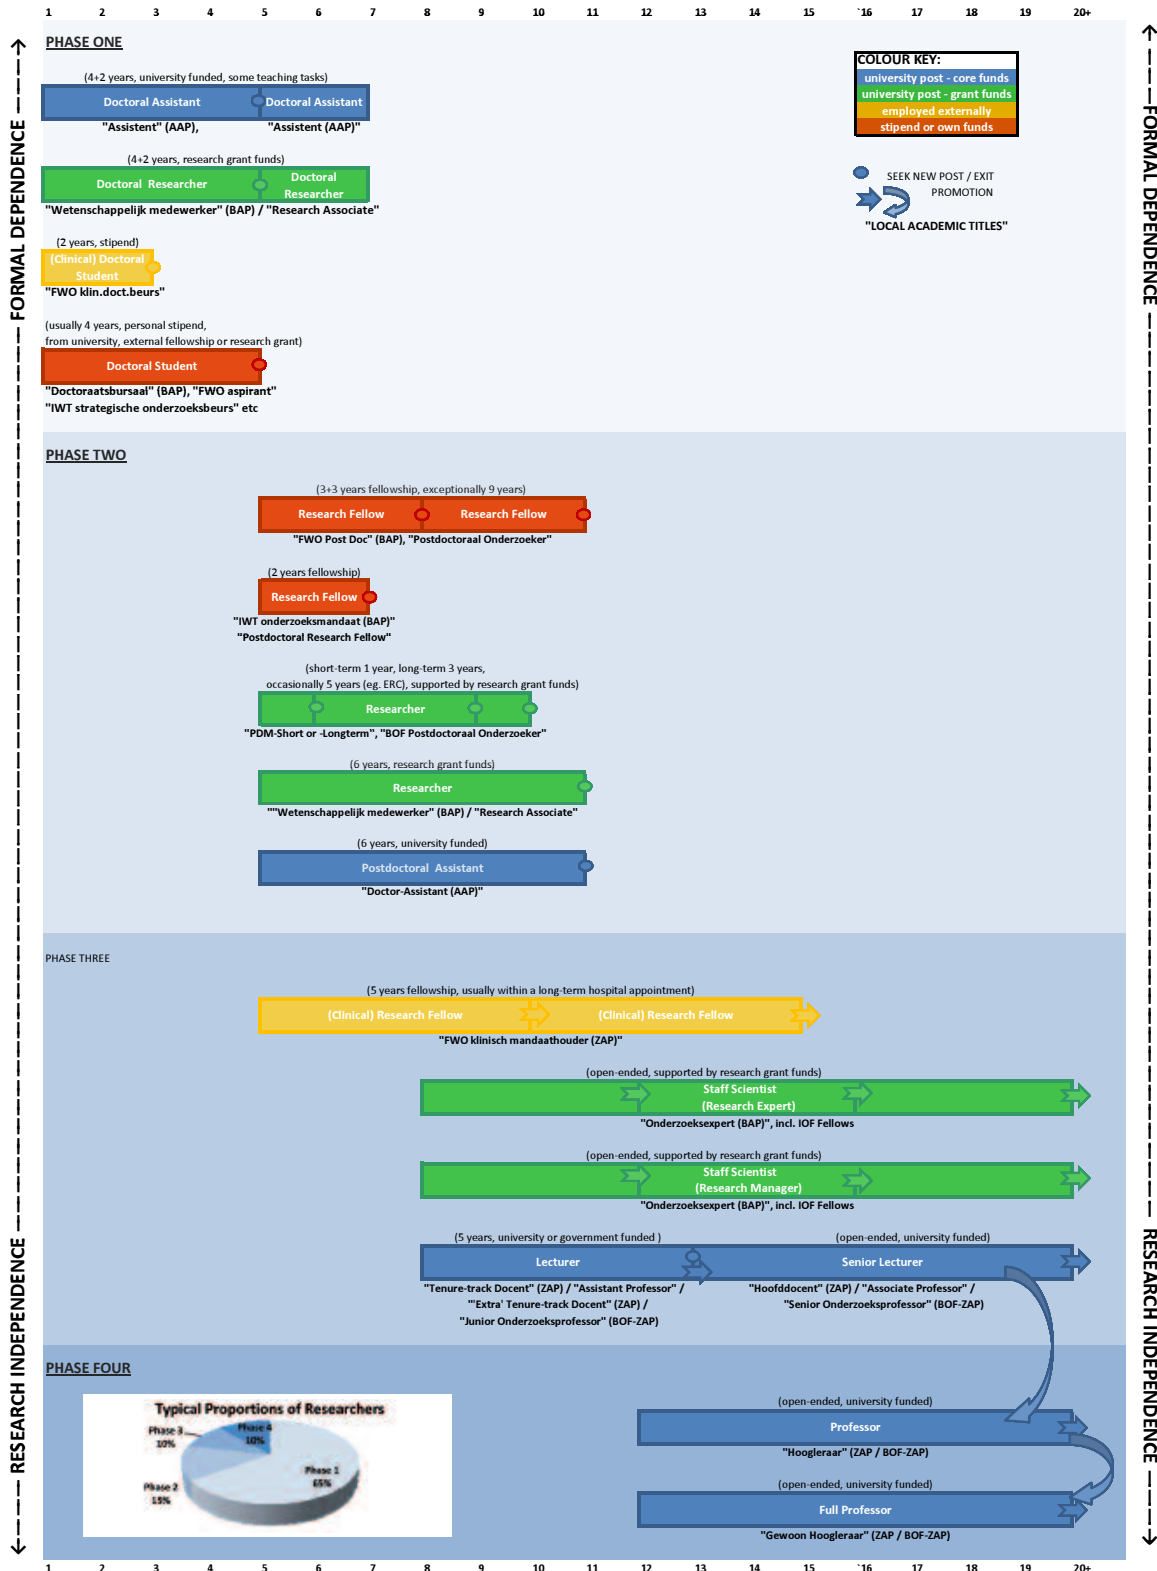 1 2 3 4 5 6 7 8 9 10 11 12 13 14 15 `16 17 18 19 20+
PHASE ONE
COLOUR KEY:
university post - core funds
university post - grant funds
employed externally
stipend or own funds
SEEK NEW POST / EXIT
PROMOTION
"LOCAL ACADEMIC TITLES"
(4+2 years, university funded, some teaching tasks)
Doctoral Assistant Doctoral Assistant
"Assistent" (AAP), "Assistent (AAP)"
(4+2 years, research grant funds)
Doctoral Researcher
Doctoral
Researcher
"Wetenschappelijk medewerker" (BAP) / "Research Associate"
(2 years, stipend)
(Clinical) Doctoral
Student
"FWO klin.doct.beurs"
(usually 4 years, personal stipend,
from university, external fellowship or research grant)
Doctoral Student
"Doctoraatsbursaal" (BAP), "FWO aspirant"
"IWT strategische onderzoeksbeurs" etc
PHASE TWO
(3+3 years fellowship, exceptionally 9 years)
Research Fellow Research Fellow
"FWO Post Doc" (BAP), "Postdoctoraal Onderzoeker"
(2 years fellowship)
Research Fellow
"IWT onderzoeksmandaat (BAP)"
"Postdoctoral Research Fellow"
(short-term 1 year, long-term 3 years,
occasionally 5 years (eg. ERC), supported by research grant funds)
Researcher
"PDM-Short or -Longterm", "BOF Postdoctoraal Onderzoeker"
(6 years, research grant funds)
Researcher
""Wetenschappelijk medewerker" (BAP) / "Research Associate"
(6 years, university funded)
Postdoctoral Assistant
"Doctor-Assistant (AAP)"
PHASE THREE
(5 years fellowship, usually within a long-term hospital appointment)
(Clinical) Research Fellow (Clinical) Research Fellow
"FWO klinisch mandaathouder (ZAP)"
(open-ended, supported by research grant funds)
Staff Scientist
(Research Expert)
"Onderzoeksexpert (BAP)", incl. IOF Fellows
(open-ended, supported by research grant funds)
Staff Scientist
(Research Manager)
"Onderzoeksexpert (BAP)", incl. IOF Fellows
(5 years, university or government funded ) (open-ended, university funded)
Lecturer Senior Lecturer
"Tenure-track Docent" (ZAP) / "Assistant Professor" /
"'Extra' Tenure-track Docent" (ZAP) /
"Junior Onderzoeksprofessor" (BOF-ZAP)
"Hoofddocent" (ZAP) / "Associate Professor" /
"Senior Onderzoeksprofessor" (BOF-ZAP)
PHASE FOUR
Typical Proportions of Researchers
Phase 3
10%
Phase 4
10%
Phase 1
65%
Phase 2
15%
(open-ended, university funded)
Professor
"Hoogleraar" (ZAP / BOF-ZAP)
(open-ended, university funded)
Full Professor
"Gewoon Hoogleraar" (ZAP / BOF-ZAP)
1 2 3 4 5 6 7 8 9 10 11 12 13 14 15 `16 17 18 19 20+
FORMAL DEPENDENCE
RESEARCH INDEPENDENCE
FORMAL DEPENDENCE
RESEARCH INDEPENDENCE